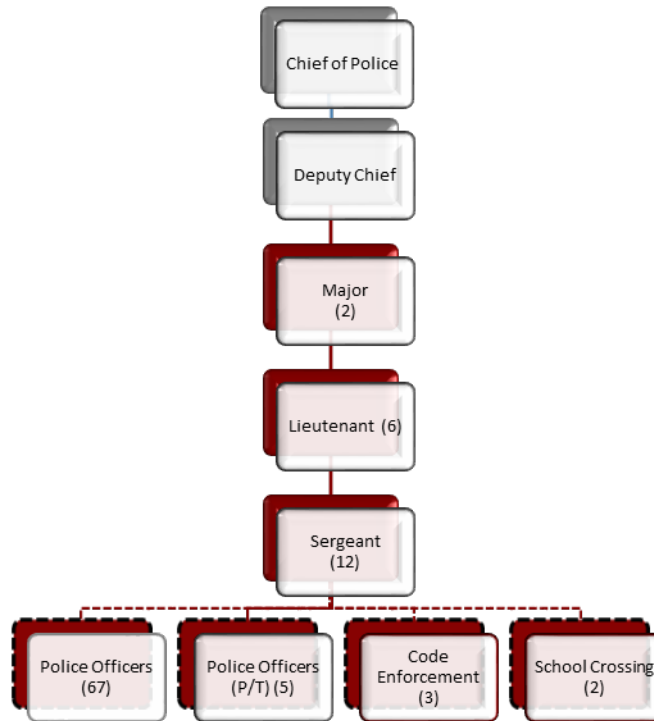 Chief of Police
Deputy Chief
Major
(2)
Lieutenant (6)
Sergeant
(12)
Police Officers
(67)
Police Officers
(P/T) (5)
Code
Enforcement
(3)
School Crossing
(2)